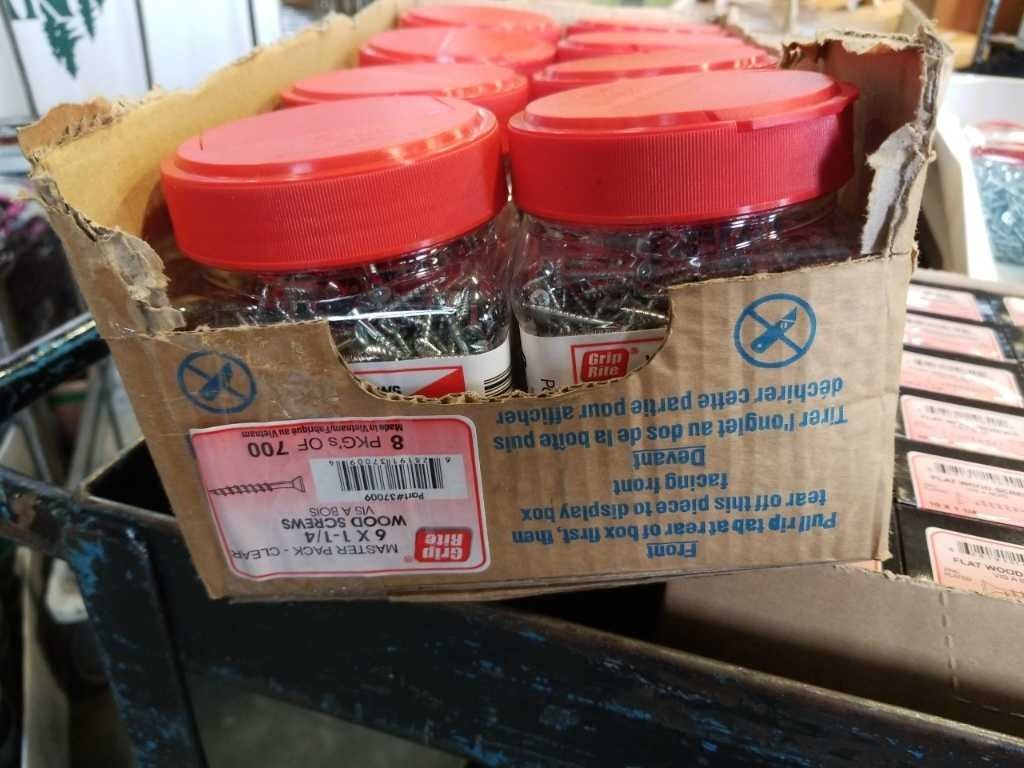 Front
Pull rip tab at rear of box first, then
tear off this piece to display box
facing front
Devant
Tirer l'onglet au dos de la boîte puis
déchirer cette partie pour afficher
Grip
Rite
MASTER PACK - CLEAR
6 X 1-1/4
WOOD SCREWS
VIS A BOIS
Part#37009
8 PKG's OF 700
Made in Vietnam/Fabriqué au Vietnam
Grip
Rite
FLAT WOOD